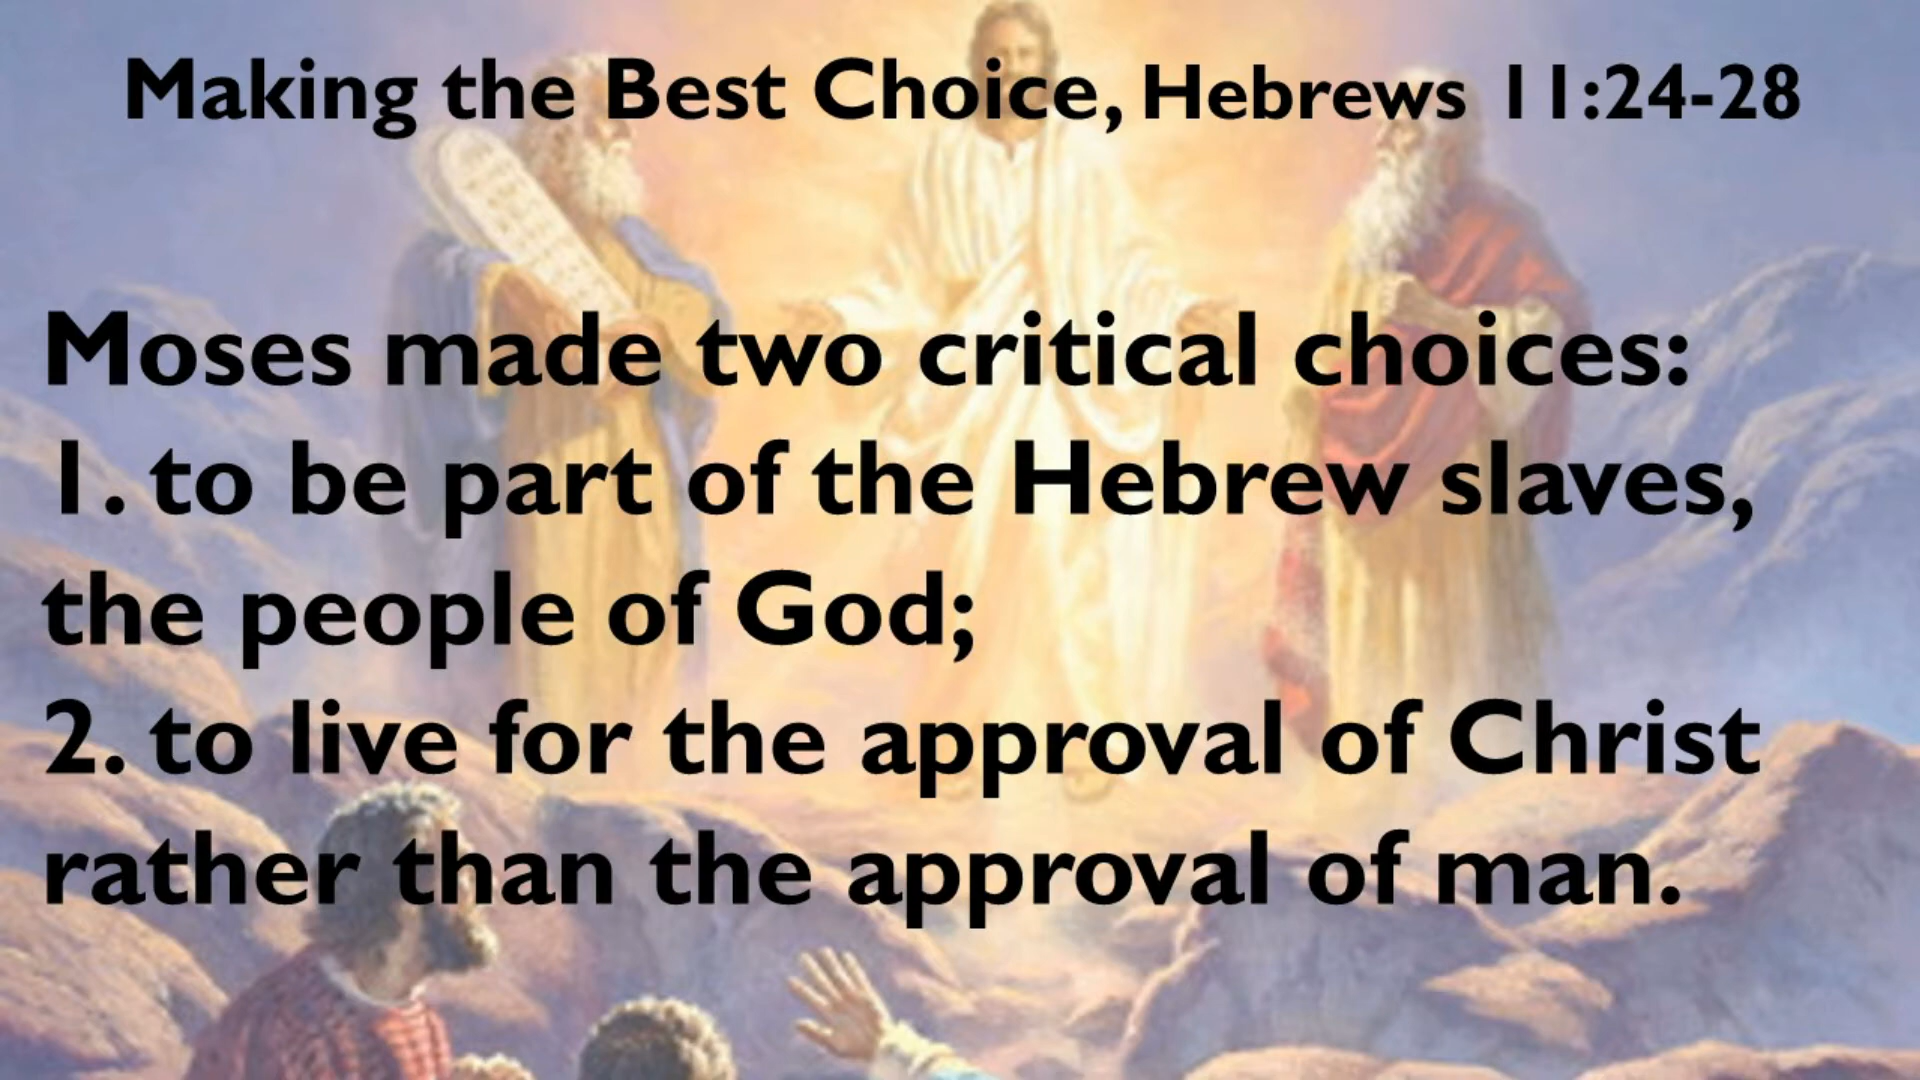 Making the Best Choice, Hebrews 11:24-28
Moses made two critical choices:
1. to be part of the Hebrew slaves,
the people of God;
2. to live for the approval of Christ
rather than the approval of man.